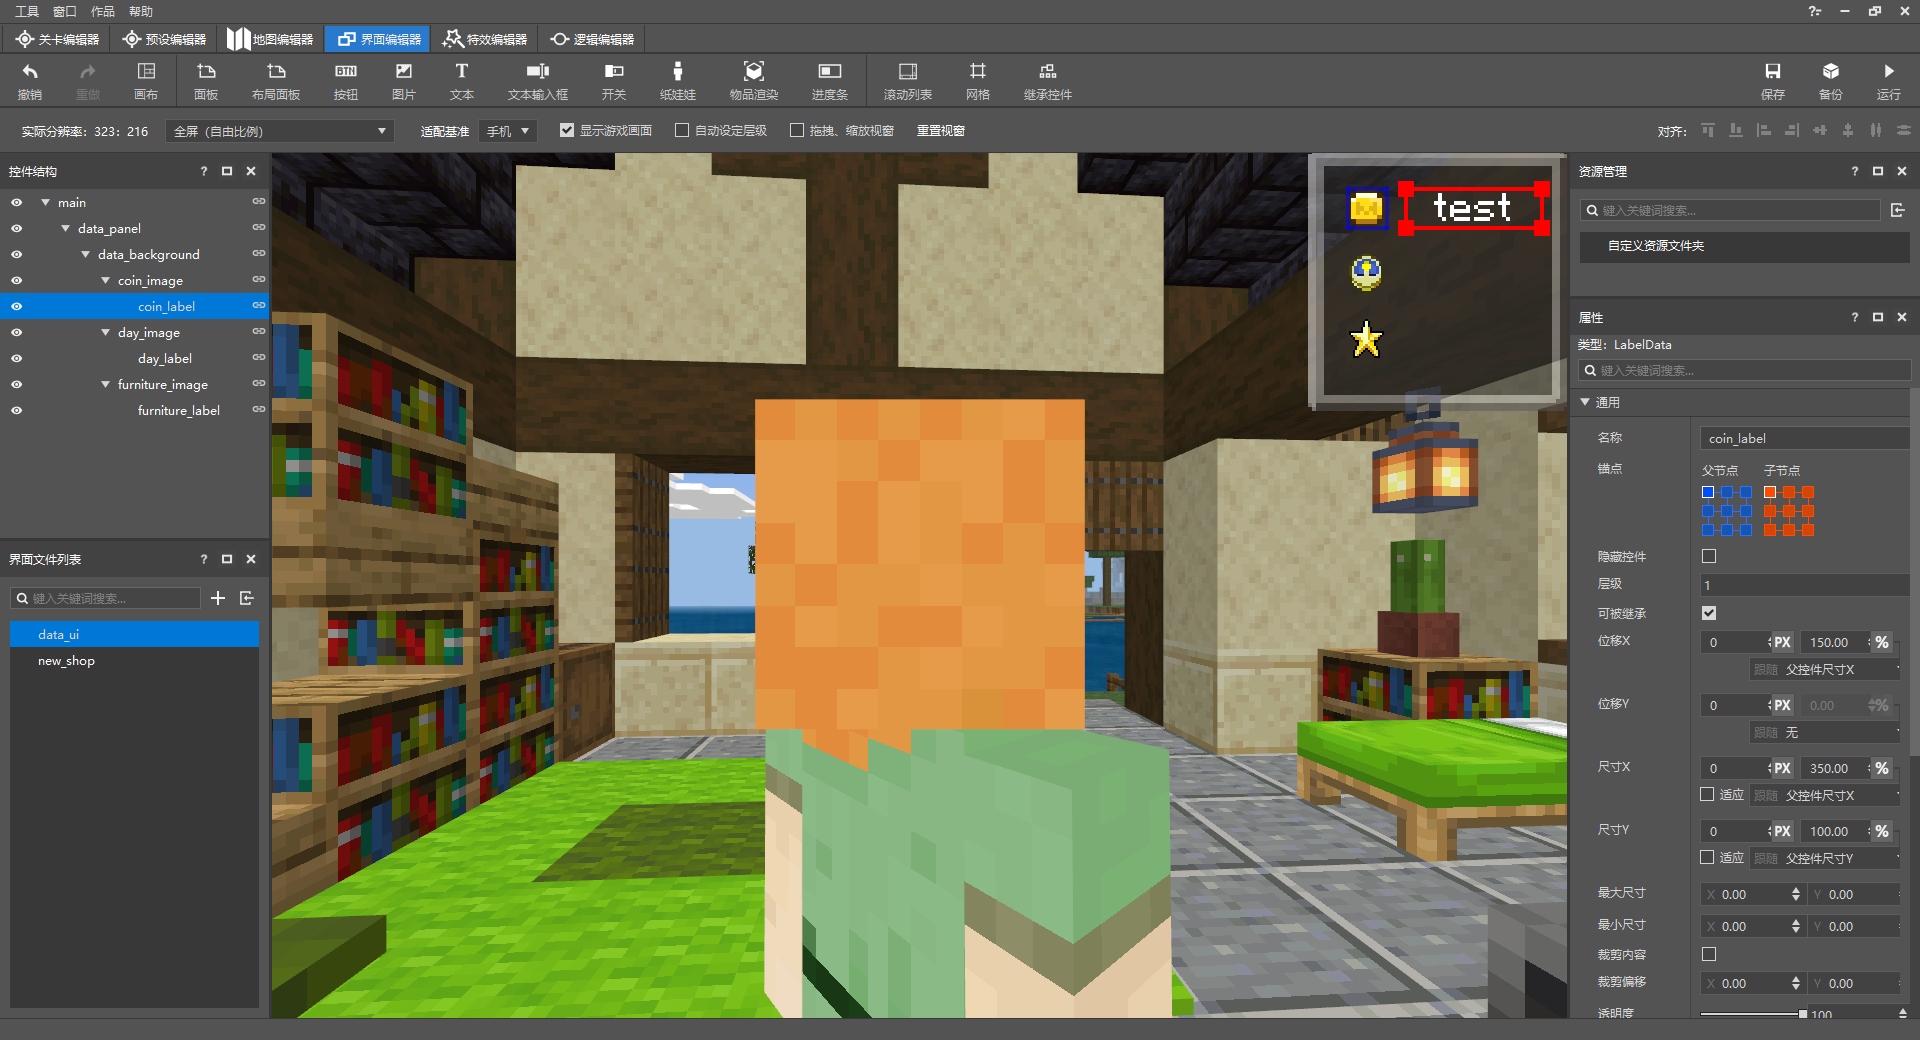 工具 窗口 作品 帮助
关卡编辑器 预设编辑器 地图编辑器 界面编辑器 特效编辑器 逻辑编辑器
撤销 重做 画布 面板 布局面板 BTN 按钮 图片 文本 文本输入框 开关 纸娃娃 物品渲染 进度条 滚动列表 网格 继承控件 保存 备份 运行
实际分辨率：323：216 全屏（自由比例） 适配基准 手机 显示游戏画面 自动设定层级 拖拽、缩放视窗 重置视窗 对齐：
控件结构
main
data_panel
data_background
coin_image
coin_label
day_image
day_label
furniture_image
furniture_label
界面文件列表
键入关键词搜索...
data_ui
new_shop
test
资源管理
键入关键词搜索...
自定义资源文件夹
属性
类型：LabelData
键入关键词搜索...
通用
名称 coin_label
锚点 父节点 子节点
隐藏控件
层级 1
可被继承
位移X 0 PX 150.00 %
跟随 父控件尺寸X
位移Y 0 PX 0.00 %
跟随 无
尺寸X 0 PX 350.00 %
适应 跟随 父控件尺寸X
尺寸Y 0 PX 100.00 %
适应 跟随 父控件尺寸Y
最大尺寸 X 0.00 Y 0.00
最小尺寸 X 0.00 Y 0.00
裁剪内容
裁剪偏移 X 0.00 Y 0.00
透明度 100